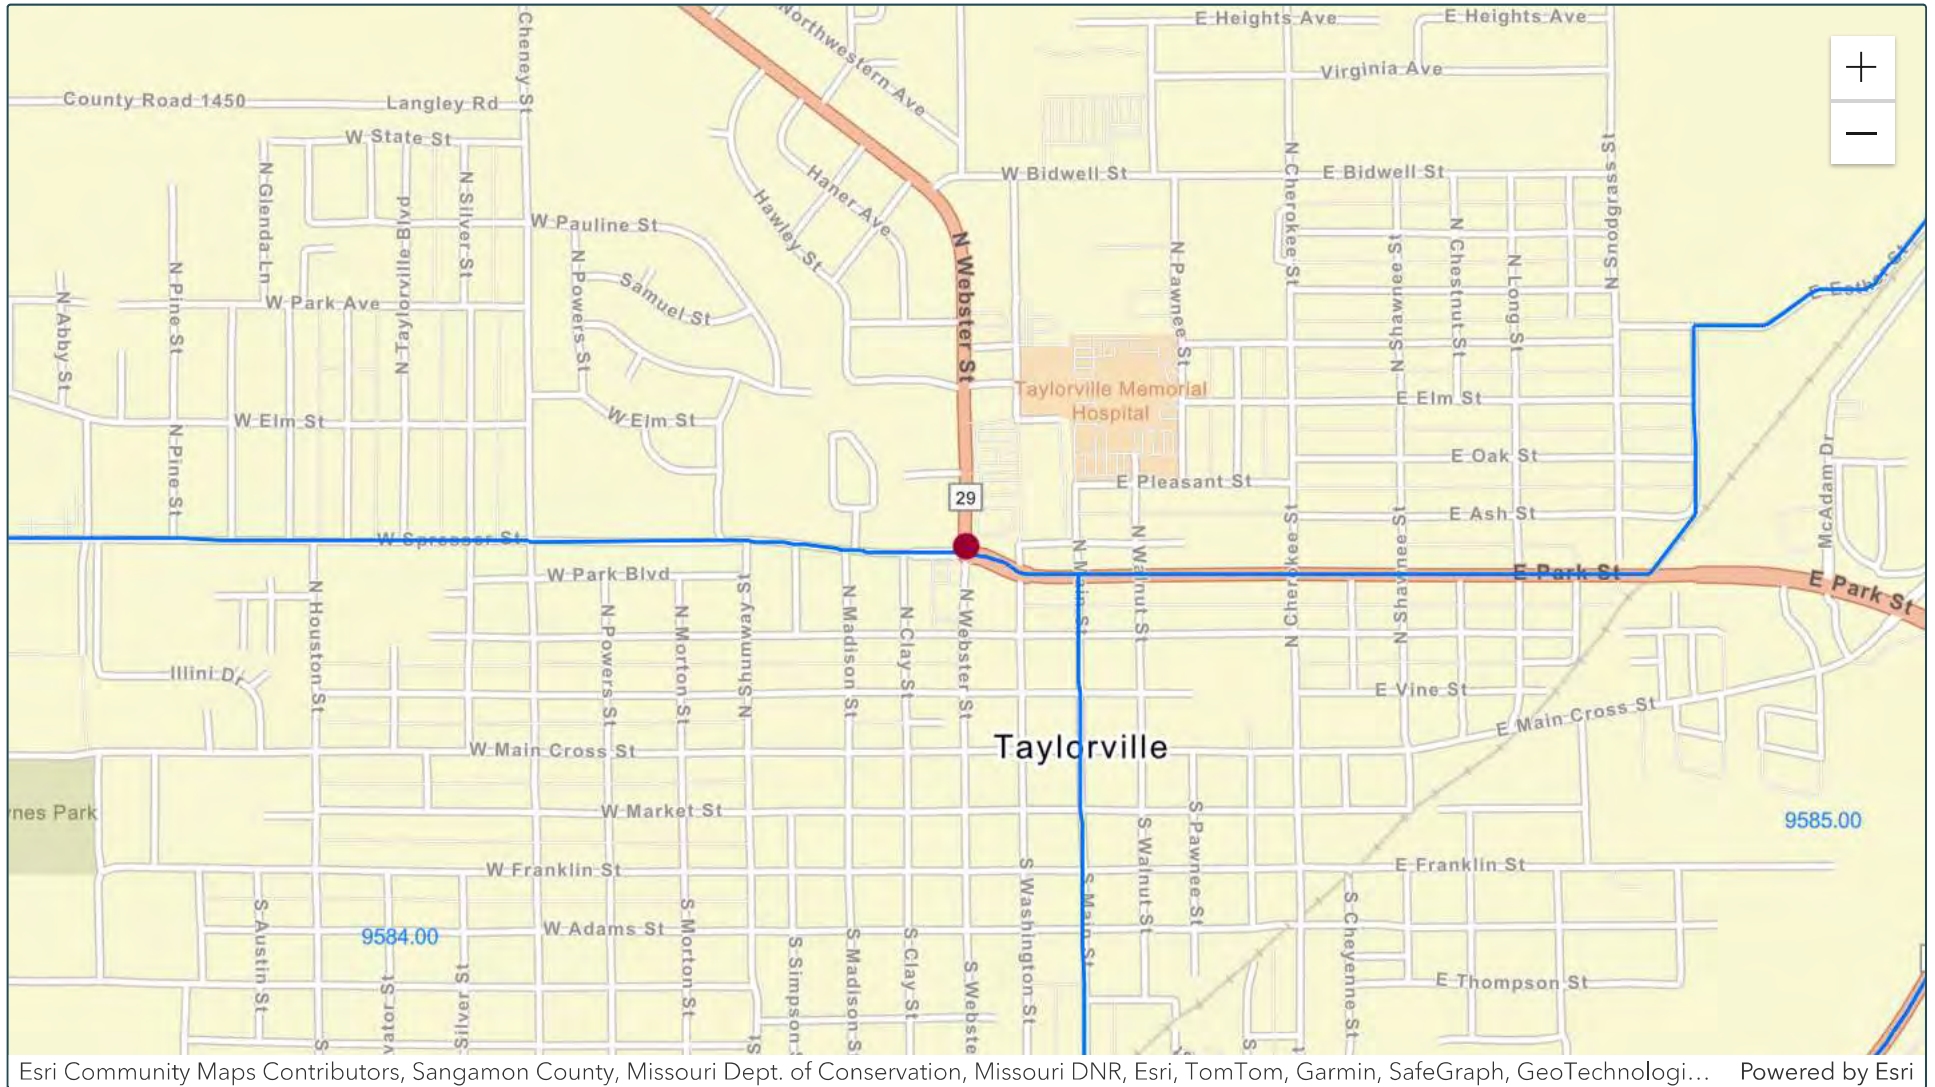 Cheney St
Northwestern Ave
E Heights Ave
E Heights Ave
Virginia Ave
+
−
County Road 1450
Langley Rd
W State St
N Glenda Ln
N Taylorville Blvd
N Silver St
W Pauline St
Haner Ave
Hawley St
W Bidwell St
E Bidwell St
N Cherokee St
N Snodgrass St
N Webster St
N Pawnee St
N Shawnee St
N Chestnut St
N Long St
E Esther St
N Abby St
N Pine St
W Park Ave
N Powers St
Samuel St
Taylorville Memorial
Hospital
E Elm St
W Elm St
W Elm St
N Pine St
E Oak St
McAdam Dr
E Pleasant St
29
E Ash St
W Spresser St
N Cherokee St
N Shawnee St
N Walnut St
N Main St
W Park Blvd
E Park St
E Park St
N Houston St
N Powers St
N Morton St
N Shumway St
N Madison St
N Clay St
N Webster St
Illini Dr
E Vine St
E Main Cross St
W Main Cross St
Taylorville
ynes Park
W Market St
9585.00
S Pawnee St
S Walnut St
W Franklin St
E Franklin St
S Washington St
S Main St
S Cheyenne St
S Austin St
9584.00
W Adams St
S Morton St
S Simpson S
S Madison S
S Clay St
S Webste
vator St
Silver St
E Thompson St
S
St
S
S
Esri Community Maps Contributors, Sangamon County, Missouri Dept. of Conservation, Missouri DNR, Esri, TomTom, Garmin, SafeGraph, GeoTechnologi...
Powered by Esri